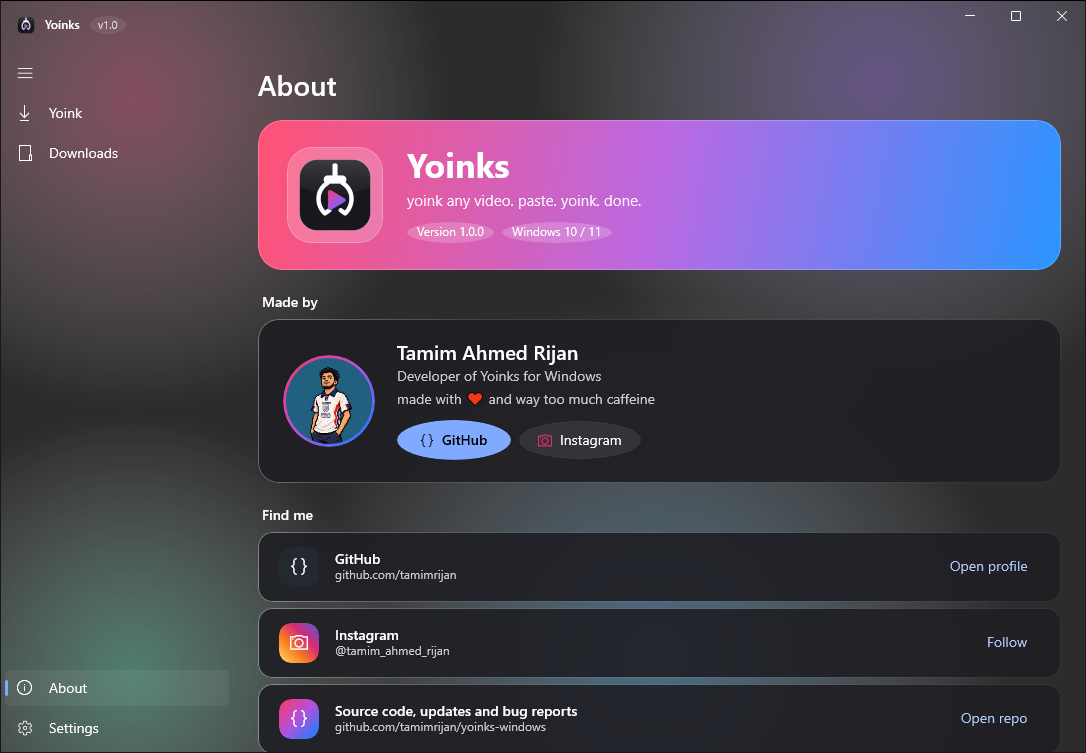 Yoinks v1.0
Yoink
Downloads
About
Yoinks
yoink any video. paste. yoink. done.
Version 1.0.0 Windows 10 / 11
Made by
Tamim Ahmed Rijan
Developer of Yoinks for Windows
made with ❤️ and way too much caffeine
{} GitHub Instagram
Find me
{} GitHub
github.com/tamimrijan
Open profile
Instagram
@tamim_ahmed_rijan
Follow
{} Source code, updates and bug reports
github.com/tamimrijan/yoinks-windows
Open repo
About
Settings